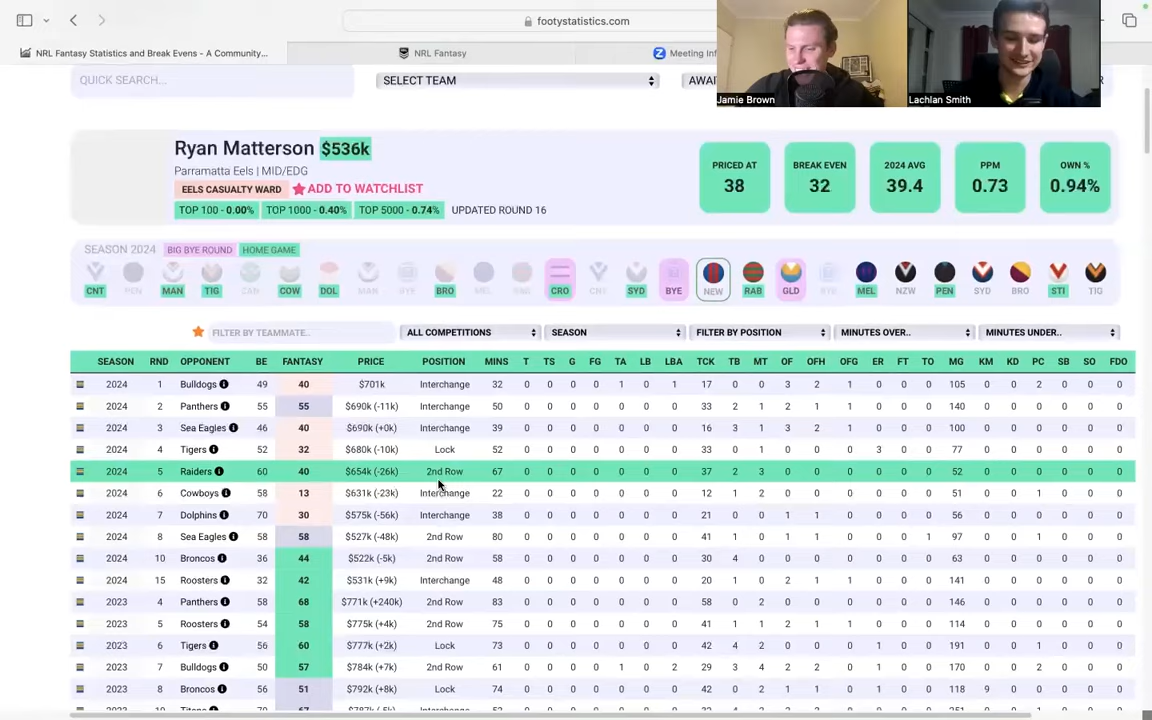 footystatistics.com
NRL Fantasy Statistics and Break Evens - A Community...
NRL Fantasy
Meeting Inf
QUICK SEARCH...
SELECT TEAM
Jamie Brown
Lachlan Smith
Ryan Matterson $536k
Parramatta Eels | MID/EDG
EELS CASUALTY WARD ADD TO WATCHLIST
TOP 100 - 0.00% TOP 1000 - 0.40% TOP 5000 - 0.74% UPDATED ROUND 16
PRICED AT 38
BREAK EVEN 32
2024 AVG 39.4
PPM 0.73
OWN % 0.94%
SEASON 2024 BIG BYE ROUND HOME GAME
CNT PEN MAN TIG CAN COW DOL MAN BYE BRO MEL CRO CNT SYD BYE NEW RAB GLD BYE MEL NZW PEN SYD BRO STI TIG
FILTER BY TEAMMATE.. ALL COMPETITIONS SEASON FILTER BY POSITION MINUTES OVER.. MINUTES UNDER..
SEASON RND OPPONENT BE FANTASY PRICE POSITION MINS T TS G FG TA LB LBA TCK TB MT OF OFH OFG ER FT TO MG KM KD PC SB SO FDO
2024 1 Bulldogs 49 40 $701k Interchange 32 0 0 0 0 1 0 1 17 0 0 3 2 1 0 0 0 105 0 0 2 0 0 0
2024 2 Panthers 55 55 $690k (-11k) Interchange 50 0 0 0 0 0 0 0 33 2 1 2 1 1 0 0 0 140 0 0 0 0 0 0
2024 3 Sea Eagles 46 40 $690k (+0k) Interchange 39 0 0 0 0 0 0 0 16 3 1 3 2 1 0 0 0 100 0 0 0 0 0 0
2024 4 Tigers 52 32 $680k (-10k) Lock 52 0 0 0 0 0 0 0 33 0 1 0 0 0 3 0 0 77 0 0 0 0 0 0
2024 5 Raiders 60 40 $654k (-26k) 2nd Row 67 0 0 0 0 0 0 0 37 2 3 0 0 0 0 0 0 52 0 0 0 0 0 0
2024 6 Cowboys 58 13 $631k (-23k) Interchange 22 0 0 0 0 0 0 0 12 1 2 0 0 0 0 0 0 51 0 0 1 0 0 0
2024 7 Dolphins 70 30 $575k (-56k) Interchange 38 0 0 0 0 0 0 0 21 0 0 1 1 0 0 0 0 56 0 0 0 0 0 0
2024 8 Sea Eagles 58 58 $527k (-48k) 2nd Row 80 0 0 0 0 0 0 0 41 1 0 1 1 0 0 0 1 97 0 0 1 0 0 0
2024 10 Broncos 36 44 $522k (-5k) 2nd Row 58 0 0 0 0 0 0 0 30 4 0 0 0 0 0 0 0 63 0 0 0 0 0 0
2024 15 Roosters 32 42 $531k (+9k) Interchange 48 0 0 0 0 0 0 0 20 1 0 2 1 1 0 0 0 141 0 0 0 0 0 0
2023 4 Panthers 58 68 $771k (+240k) 2nd Row 83 0 0 0 0 0 0 0 58 0 2 0 0 0 0 0 0 146 0 0 0 0 0 0
2023 5 Roosters 54 58 $775k (+4k) 2nd Row 75 0 0 0 0 0 0 0 41 1 1 2 1 1 0 0 0 114 0 0 0 0 0 0
2023 6 Tigers 56 60 $777k (+2k) Lock 73 0 0 0 0 0 0 0 42 4 2 0 0 0 1 0 0 191 0 0 1 0 0 0
2023 7 Bulldogs 50 57 $784k (+7k) 2nd Row 61 0 0 0 0 1 0 2 29 3 4 2 2 0 1 0 0 170 0 0 2 0 0 0
2023 8 Broncos 56 51 $792k (+8k) Lock 74 0 0 0 0 0 0 0 42 0 2 1 1 0 1 0 0 118 9 0 0 0 0 0